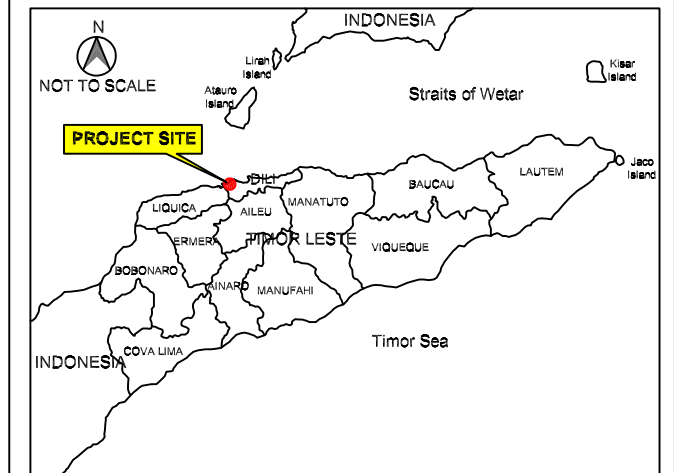 INDONESIA
N
NOT TO SCALE
Lirah
Island
Kisar
Island
Atauro
Island
Straits of Wetar
PROJECT SITE
DILI
LAUTEM
Jaco
Island
BAUCAU
MANATUTO
LIQUICA
AILEU
ERMERA
TIMOR LESTE
VIQUEQUE
BOBONARO
AINARO
MANUFAHI
Timor Sea
COVA LIMA
INDONESIA